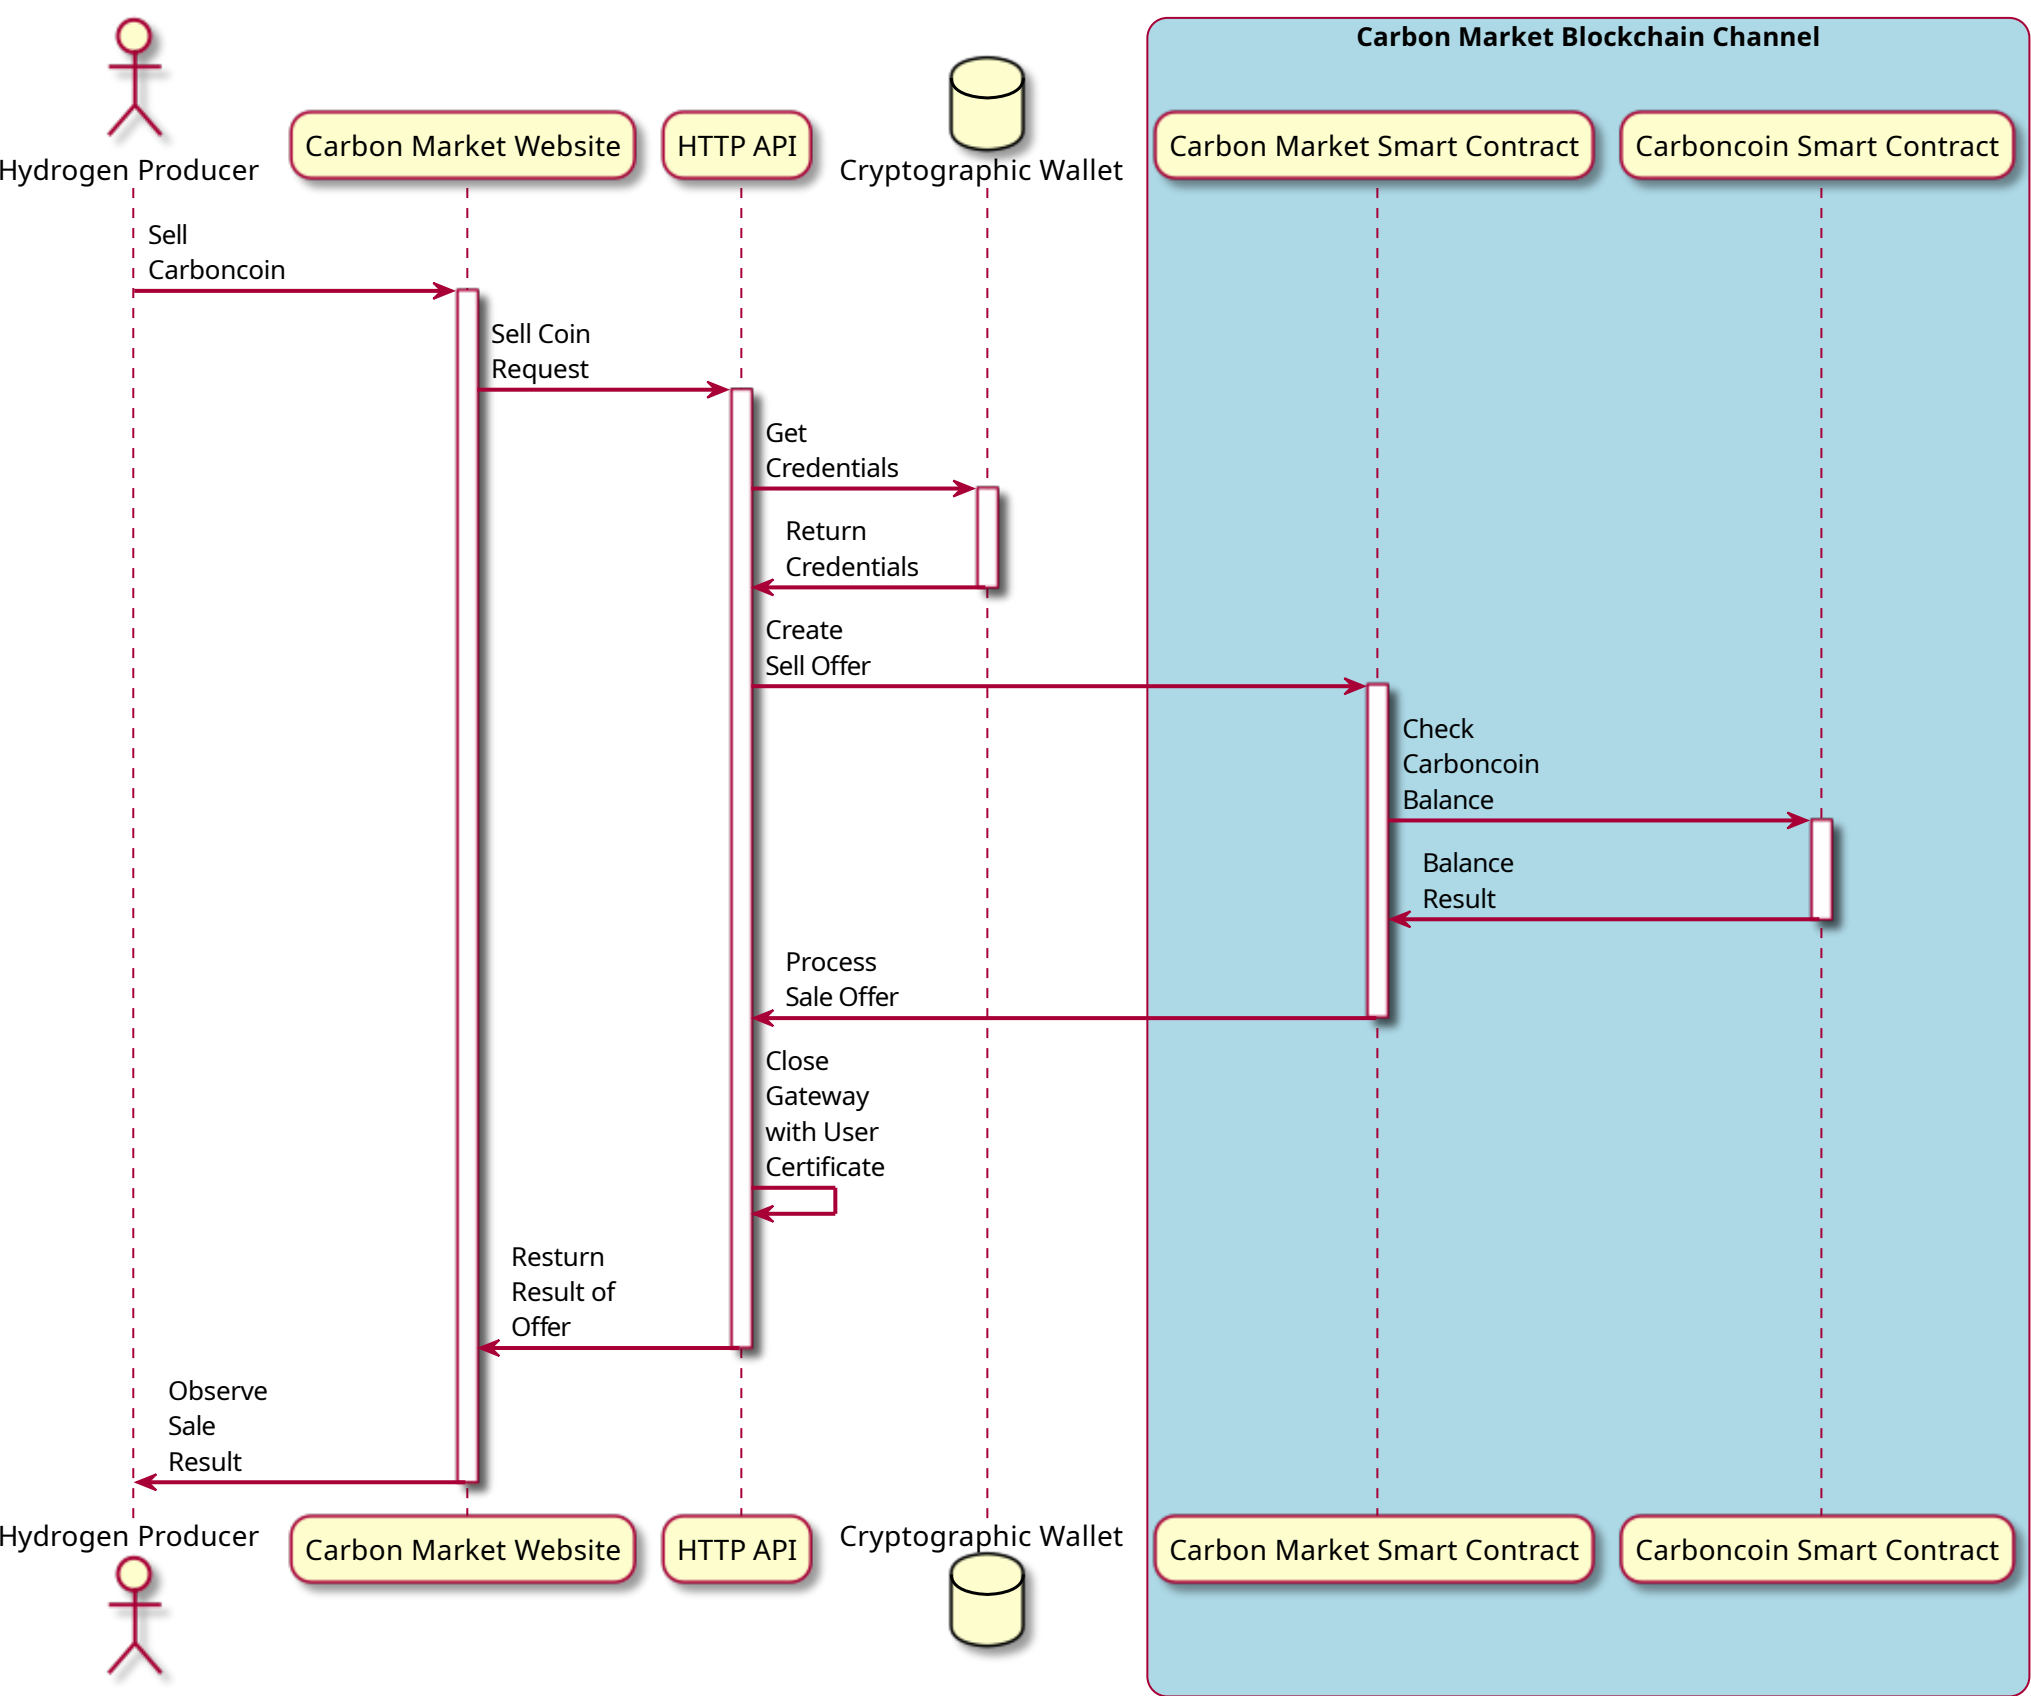 Carbon Market Blockchain Channel
Hydrogen Producer
Carbon Market Website
HTTP API
Cryptographic Wallet
Carbon Market Smart Contract
Carboncoin Smart Contract
Sell
Carboncoin
Sell Coin
Request
Get
Credentials
Return
Credentials
Create
Sell Offer
Check
Carboncoin
Balance
Balance
Result
Process
Sale Offer
Close
Gateway
with User
Certificate
Resturn
Result of
Offer
Observe
Sale
Result
Hydrogen Producer
Carbon Market Website
HTTP API
Cryptographic Wallet
Carbon Market Smart Contract
Carboncoin Smart Contract